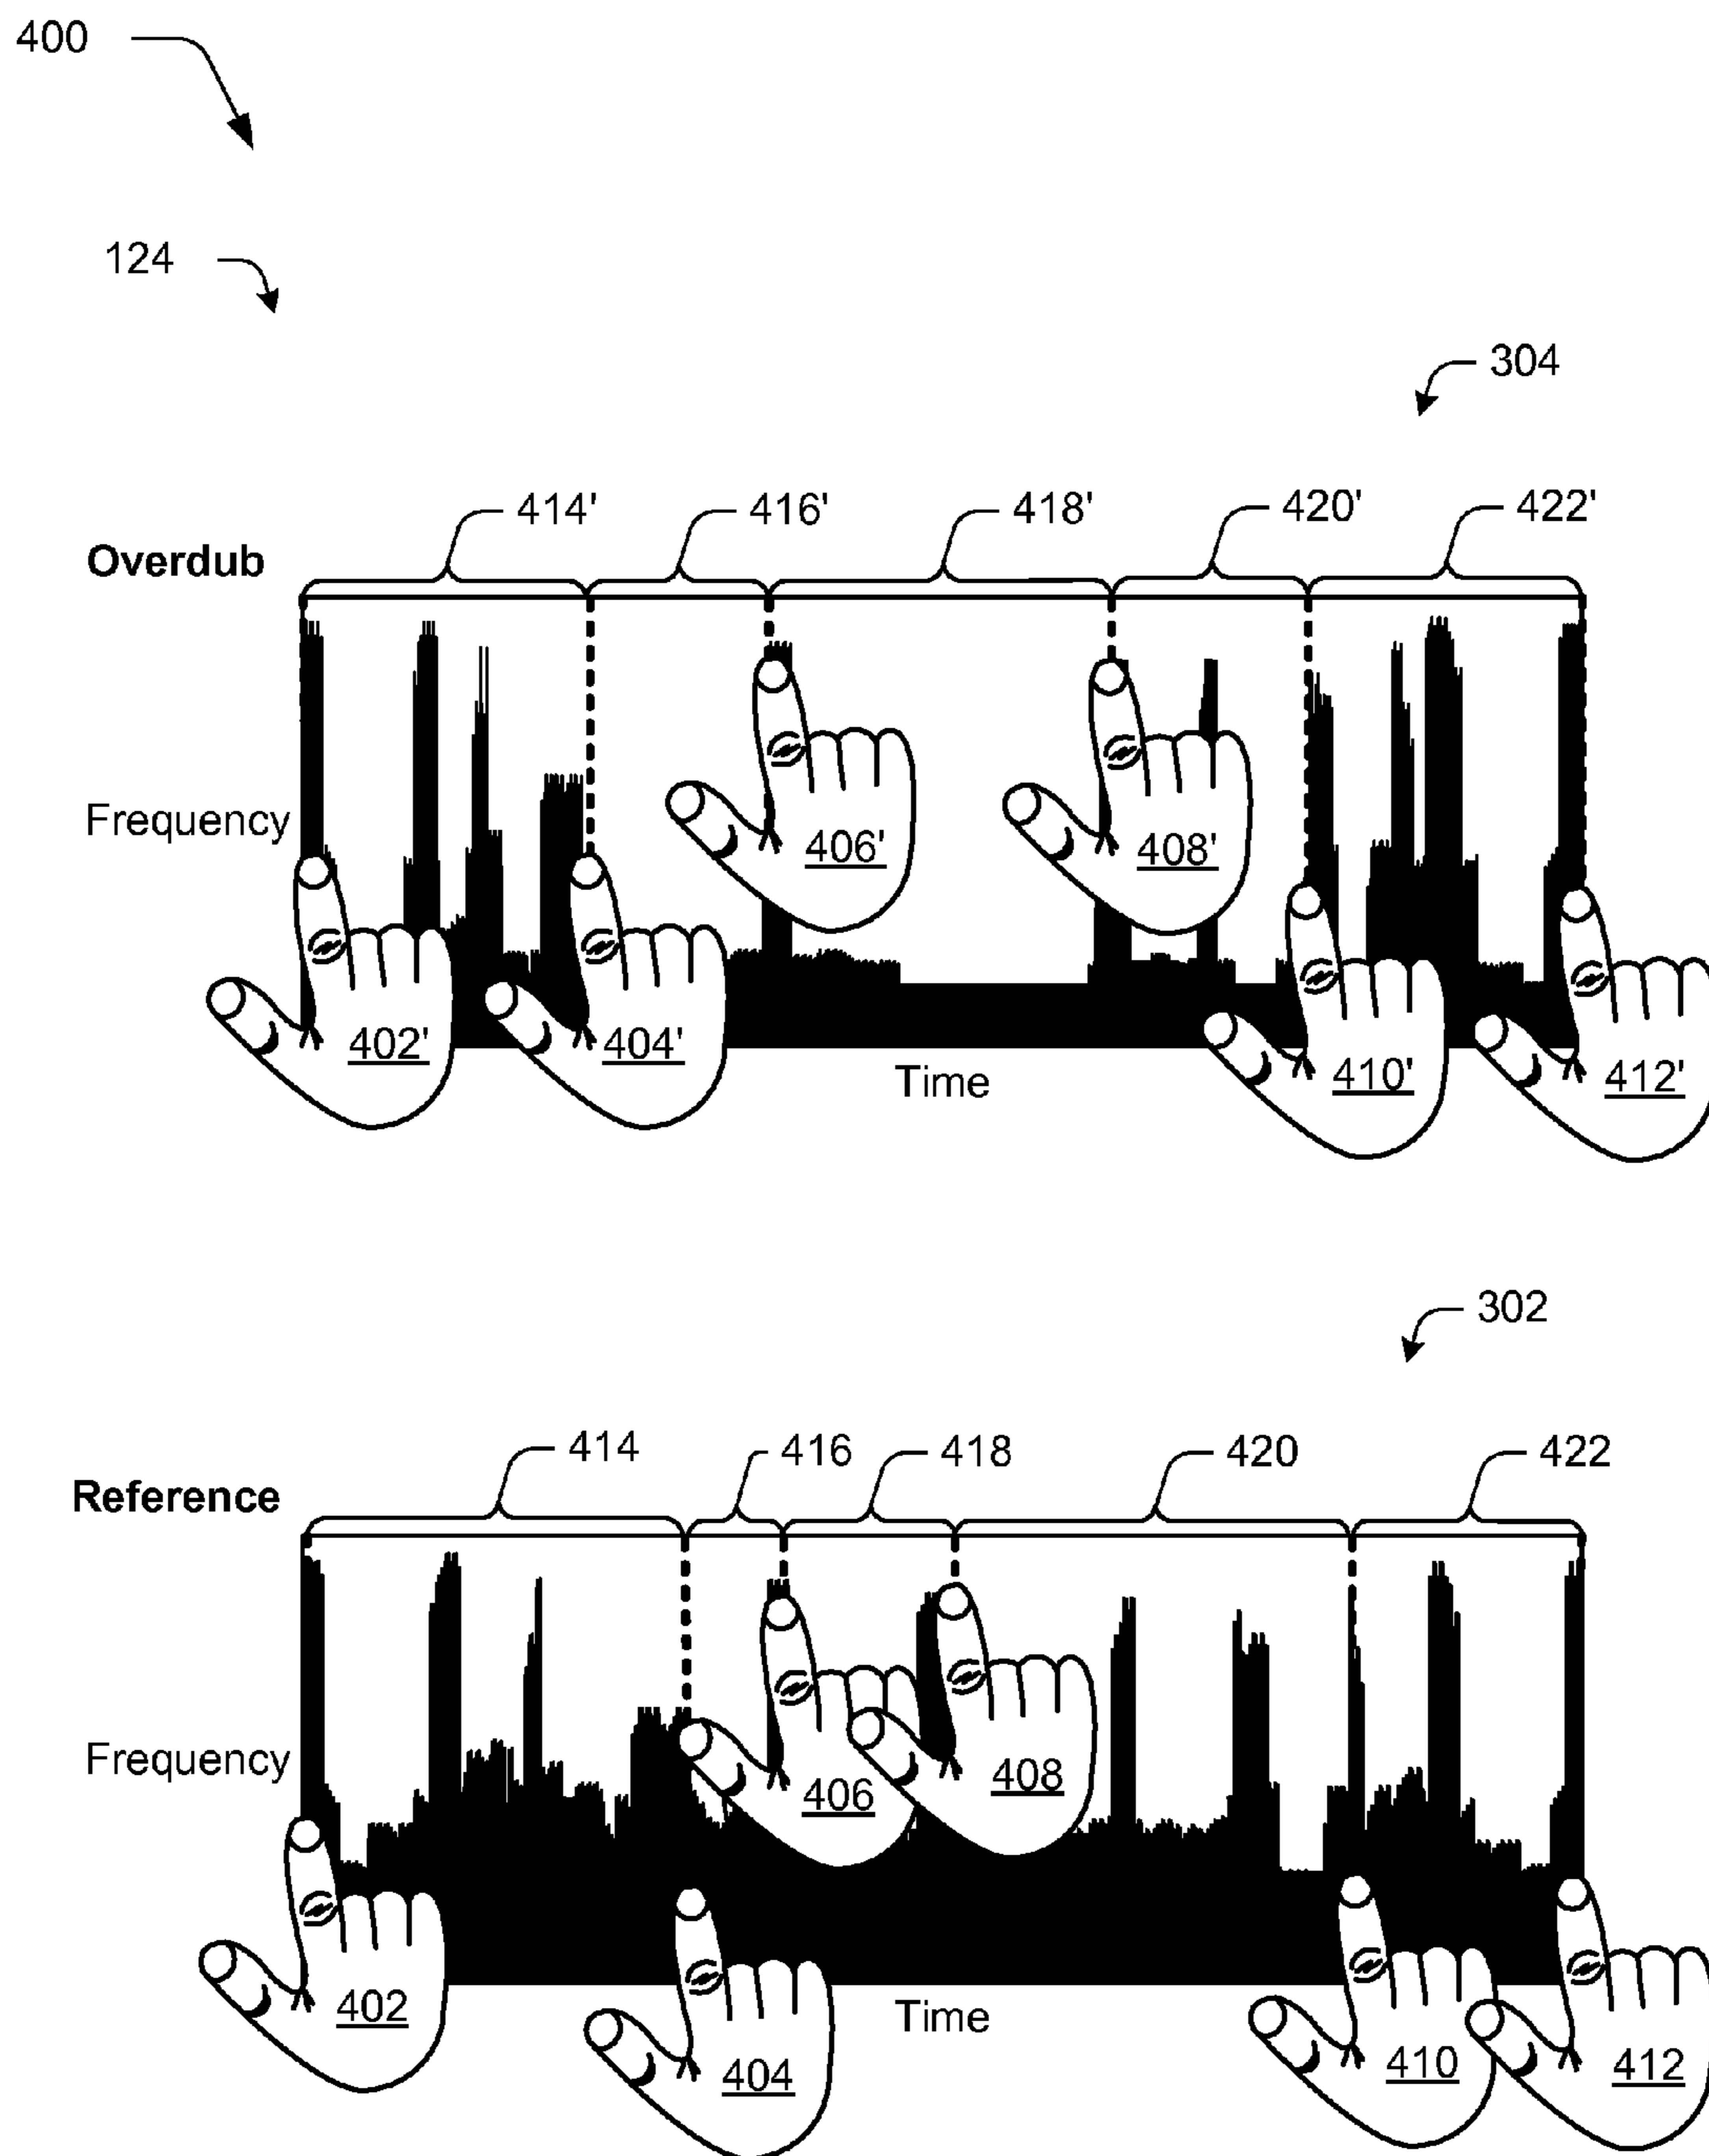 400
124
304
414' 416' 418' 420' 422'
Overdub
Frequency
406' 408'
402' 404' 410' 412'
Time
302
414 416 418 420 422
Reference
Frequency
406 408
402 404 410 412
Time